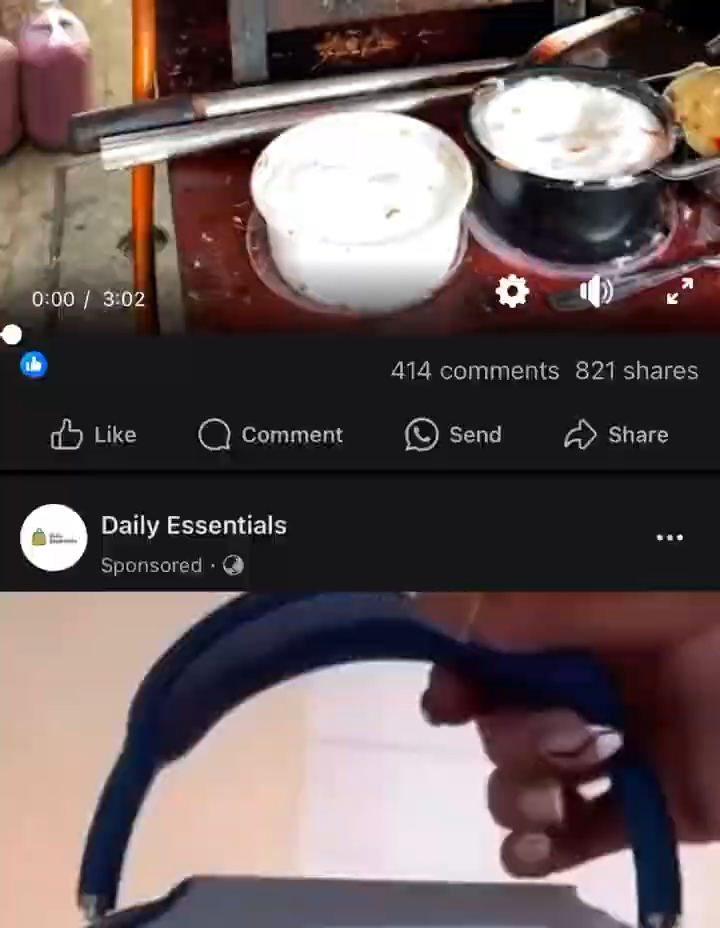 0:00 / 3:02
414 comments 821 shares
Like Comment Send Share
Daily Essentials
Sponsored ·